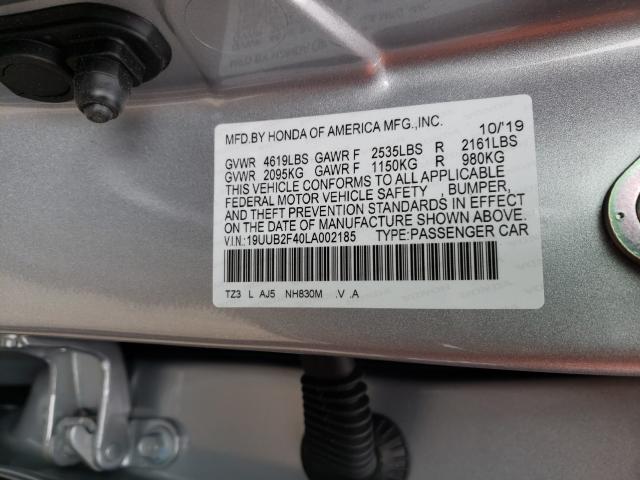 MFD.BY HONDA OF AMERICA MFG.,INC. 10/'19
GVWR 4619LBS GAWR F 2535LBS R 2161LBS
GVWR 2095KG GAWR F 1150KG R 980KG
THIS VEHICLE CONFORMS TO ALL APPLICABLE
FEDERAL MOTOR VEHICLE SAFETY , BUMPER,
AND THEFT PREVENTION STANDARDS IN EFFECT
ON THE DATE OF MANUFACTURE SHOWN ABOVE.
V.I.N.:19UUB2F40LA002185 TYPE:PASSENGER CAR
TZ3 L AJ5 NH830M .V .A